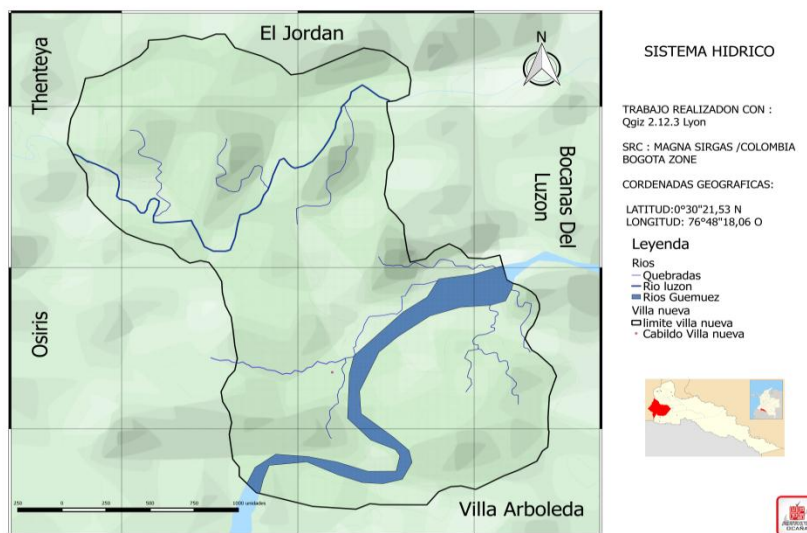 El Jordan
Thenteya
N
Bocanas Del
Luzon
Osiris
Villa Arboleda
250 0 250 500 750 1000 unidades
SISTEMA HIDRICO
TRABAJO REALIZADON CON :
Qgiz 2.12.3 Lyon
SRC : MAGNA SIRGAS /COLOMBIA
BOGOTA ZONE
CORDENADAS GEOGRAFICAS:
LATITUD:0°30"21,53 N
LONGITUD: 76°48"18,06 O
Leyenda
Rios
Quebradas
Rio luzon
Rios Guemuez
Villa nueva
limite villa nueva
Cabildo Villa nueva
OCAÑA